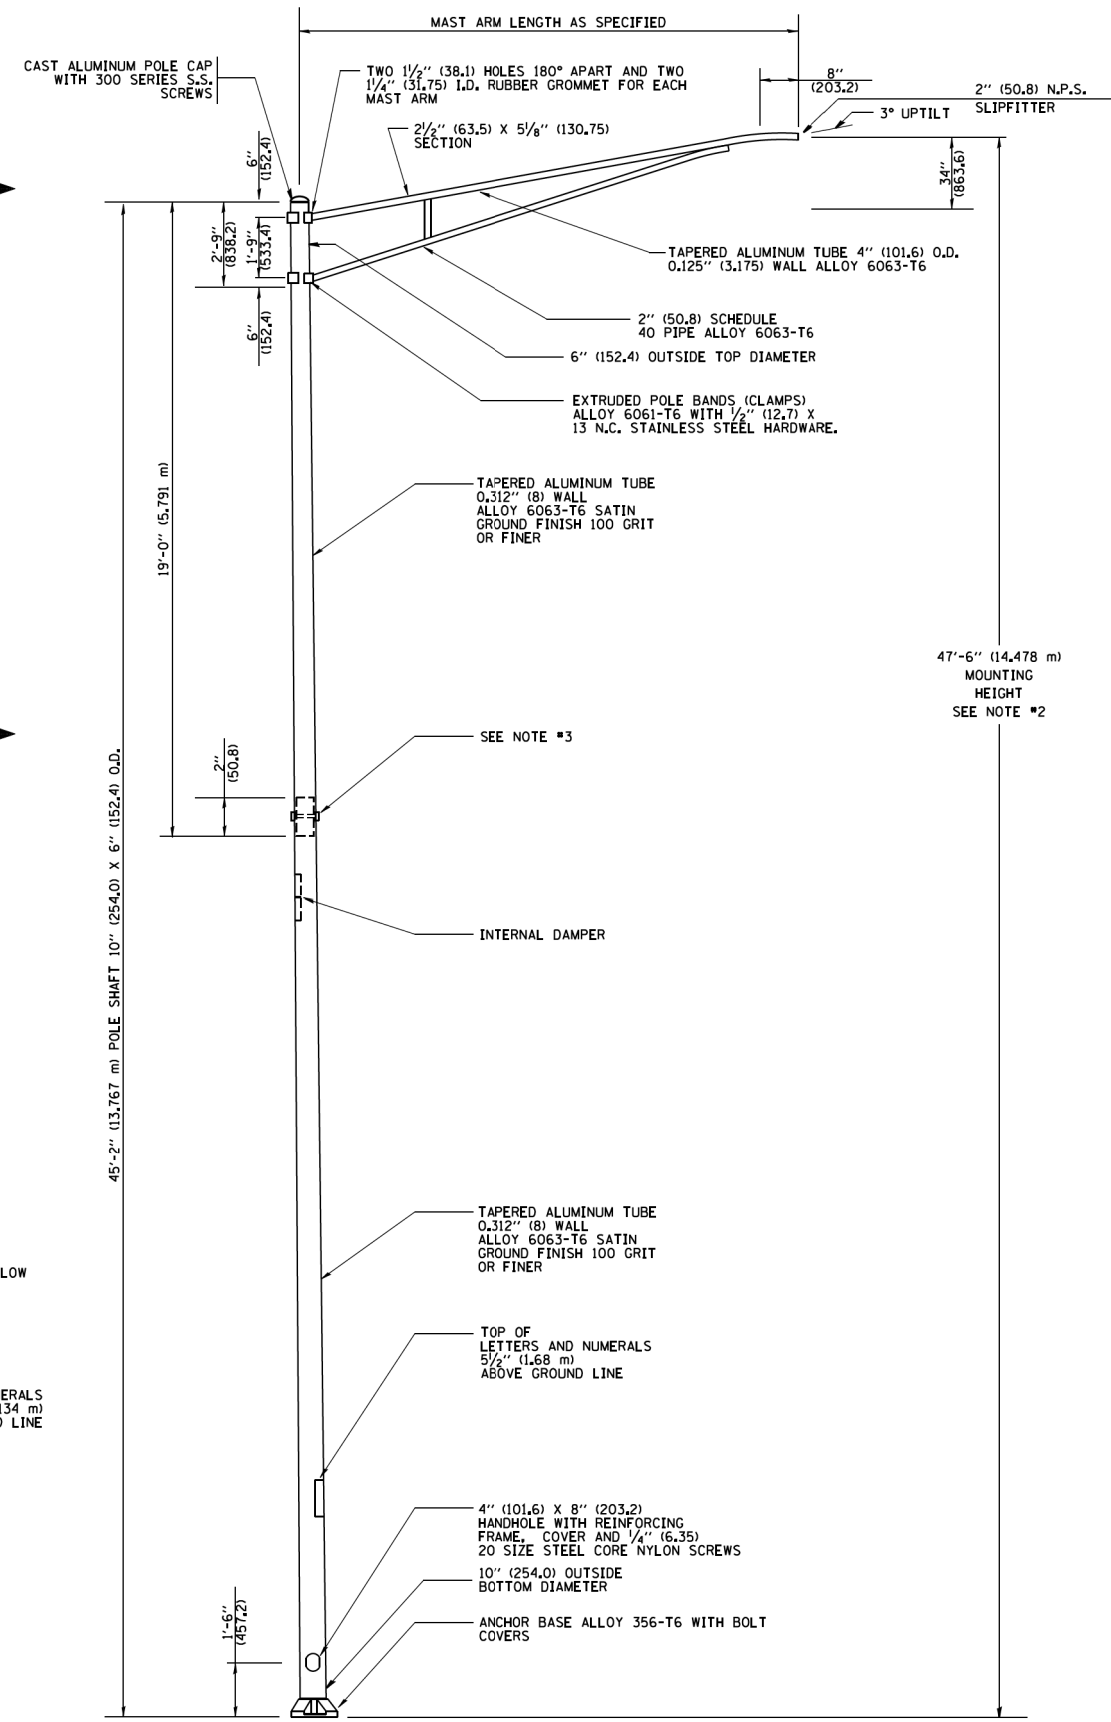 MAST ARM LENGTH AS SPECIFIED
CAST ALUMINUM POLE CAP
WITH 300 SERIES S.S.
SCREWS
TWO 1½" (38.1) HOLES 180° APART AND TWO
1¼" (31.75) I.D. RUBBER GROMMET FOR EACH
MAST ARM
8"
(203.2)
2" (50.8) N.P.S.
SLIPFITTER
3° UPTILT
2½" (63.5) X 5⅛" (130.75)
SECTION
6"
(152.4)
34"
(863.6)
2'-9"
(838.2)
1'-9"
(533.4)
TAPERED ALUMINUM TUBE 4" (101.6) O.D.
0.125" (3.175) WALL ALLOY 6063-T6
6"
(152.4)
2" (50.8) SCHEDULE
40 PIPE ALLOY 6063-T6
6" (152.4) OUTSIDE TOP DIAMETER
EXTRUDED POLE BANDS (CLAMPS)
ALLOY 6061-T6 WITH ½" (12.7) X
13 N.C. STAINLESS STEEL HARDWARE.
19'-0" (5.791 m)
TAPERED ALUMINUM TUBE
0.312" (8) WALL
ALLOY 6063-T6 SATIN
GROUND FINISH 100 GRIT
OR FINER
47'-6" (14.478 m)
MOUNTING
HEIGHT
SEE NOTE #2
SEE NOTE #3
2"
(50.8)
45'-2" (13.767 m) POLE SHAFT 10" (254.0) X 6" (152.4) O.D.
INTERNAL DAMPER
TAPERED ALUMINUM TUBE
0.312" (8) WALL
ALLOY 6063-T6 SATIN
GROUND FINISH 100 GRIT
OR FINER
LOW
TOP OF
LETTERS AND NUMERALS
5½" (1.68 m)
ABOVE GROUND LINE
ERALS
134 m)
LINE
4" (101.6) X 8" (203.2)
HANDHOLE WITH REINFORCING
FRAME, COVER AND ¼" (6.35)
20 SIZE STEEL CORE NYLON SCREWS
10" (254.0) OUTSIDE
BOTTOM DIAMETER
1'-6"
(457.2)
ANCHOR BASE ALLOY 356-T6 WITH BOLT
COVERS